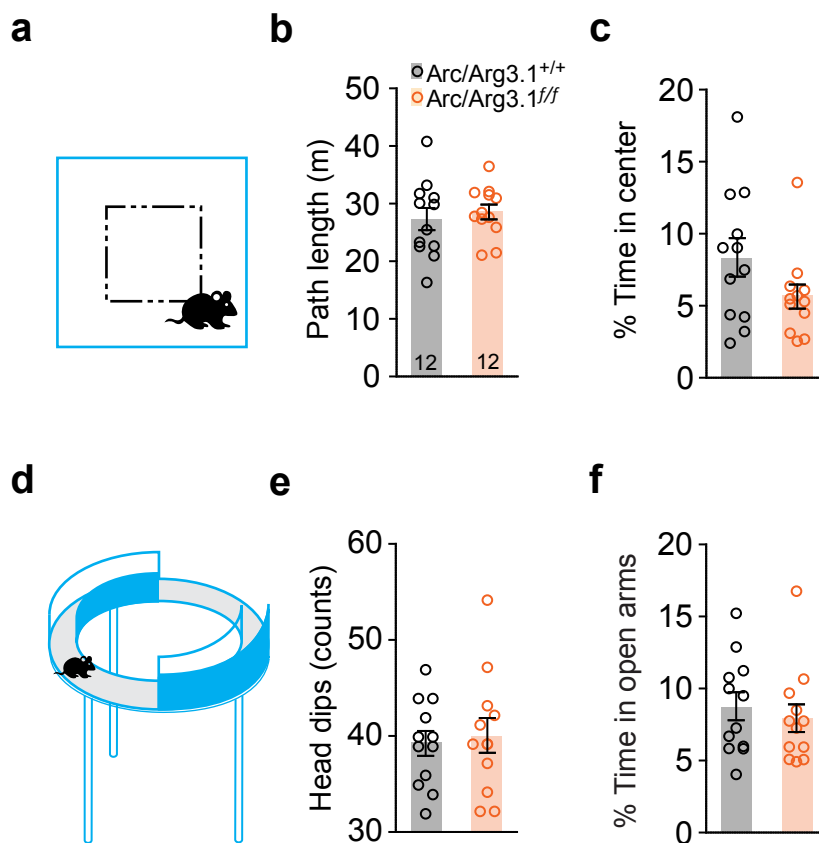 a
b
c
Arc/Arg3.1+/+
Arc/Arg3.1f/f
Path length (m)
50
40
30
20
10
0
12
12
% Time in center
20
15
10
5
0
d
e
f
Head dips (counts)
60
50
40
30
% Time in open arms
20
15
10
5
0